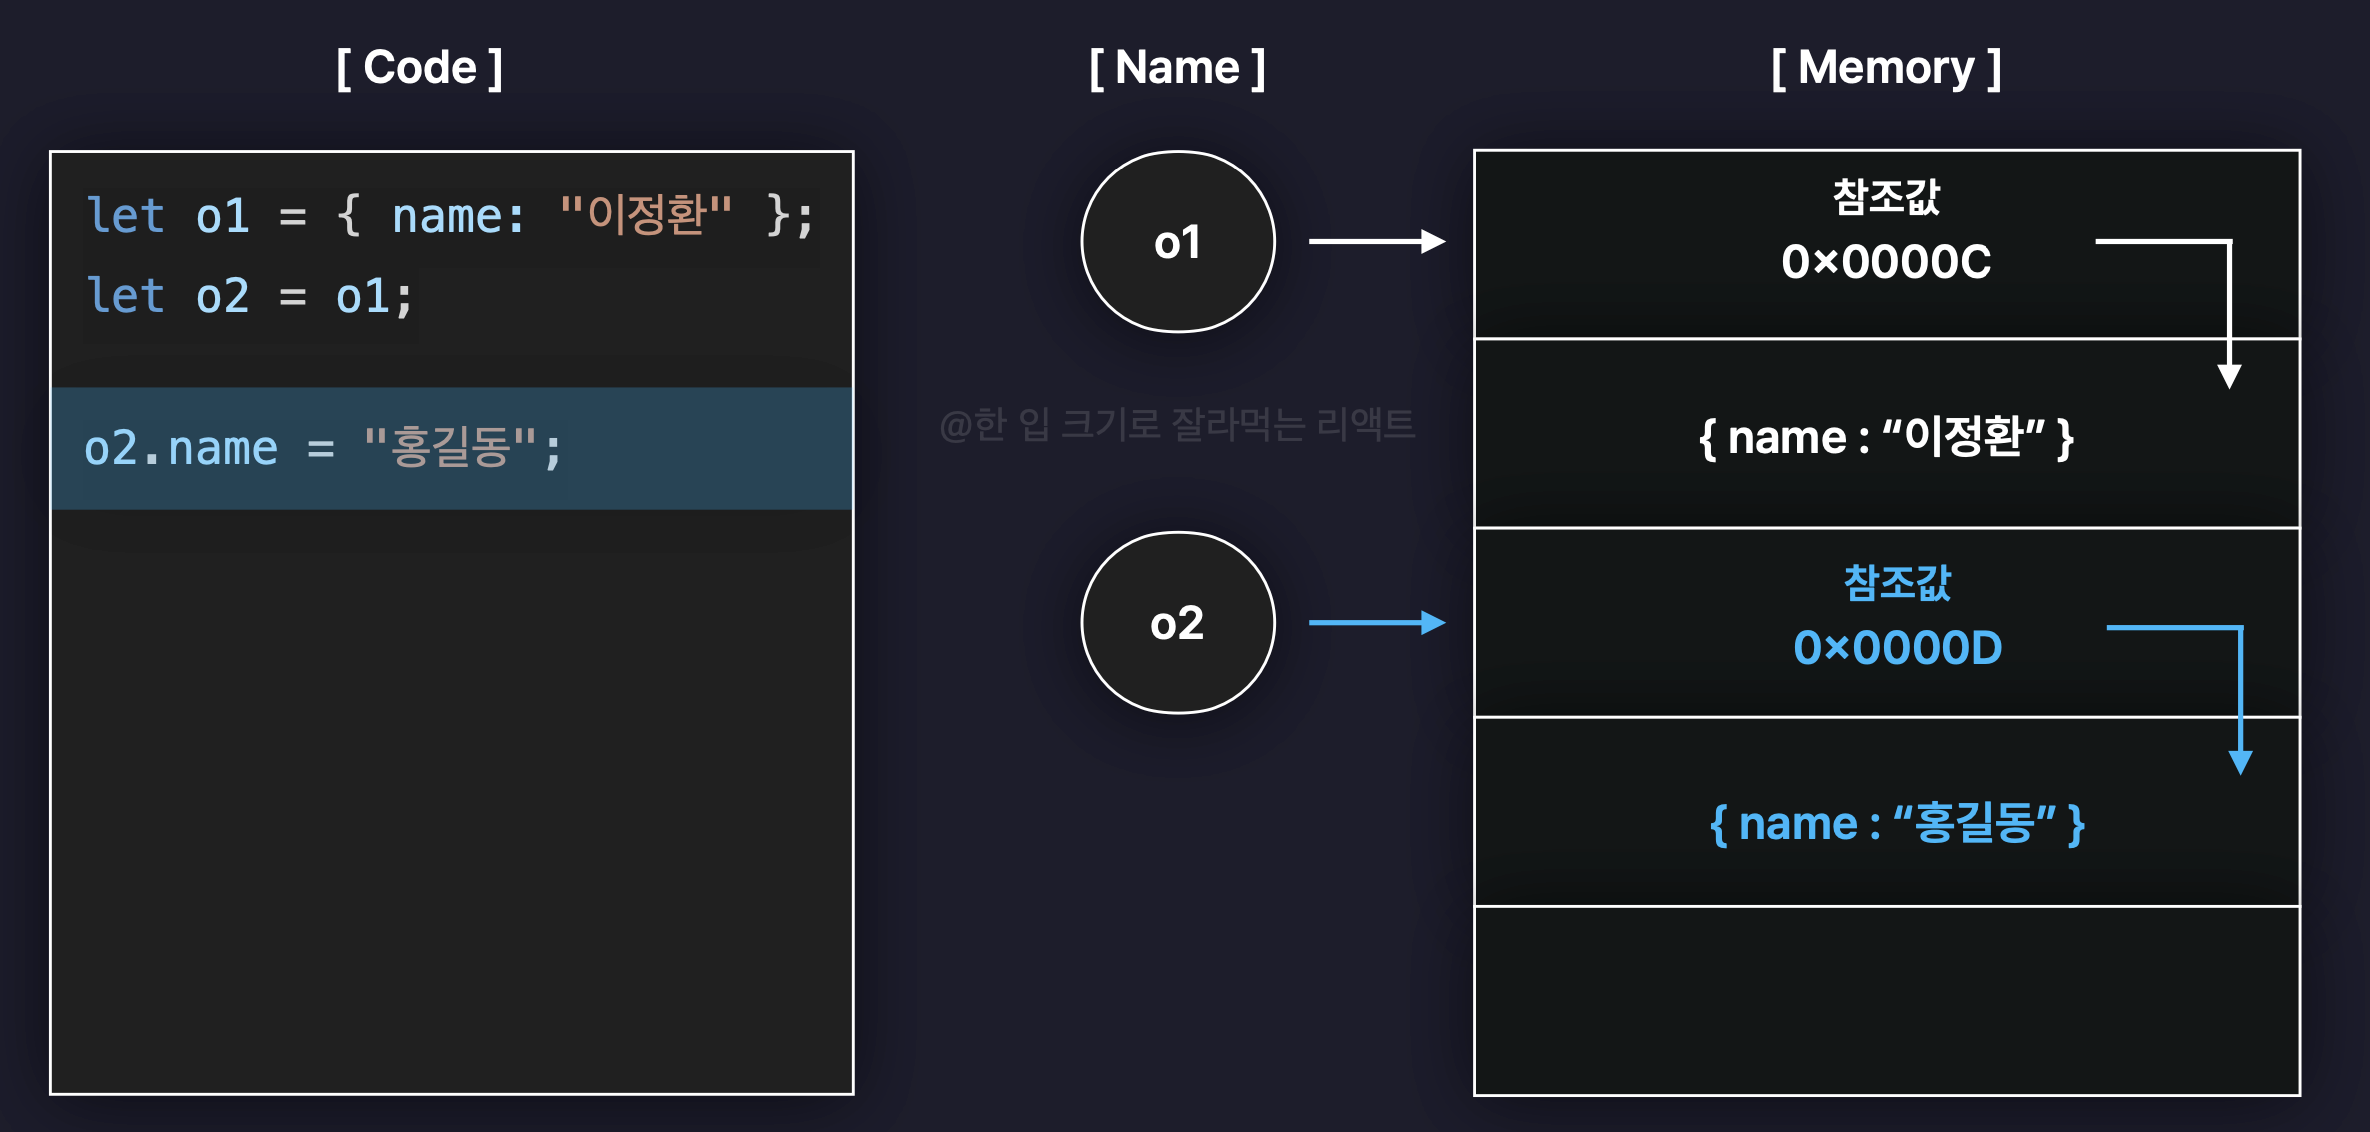 [ Code ]
let o1 = { name: "이정환" };
let o2 = o1;
o2.name = "홍길동";
[ Name ]
o1
@한 입 크기로 잘라먹는 리액트
o2
[ Memory ]
참조값
0×0000C
{ name : “이정환” }
참조값
0×0000D
{ name : “홍길동” }